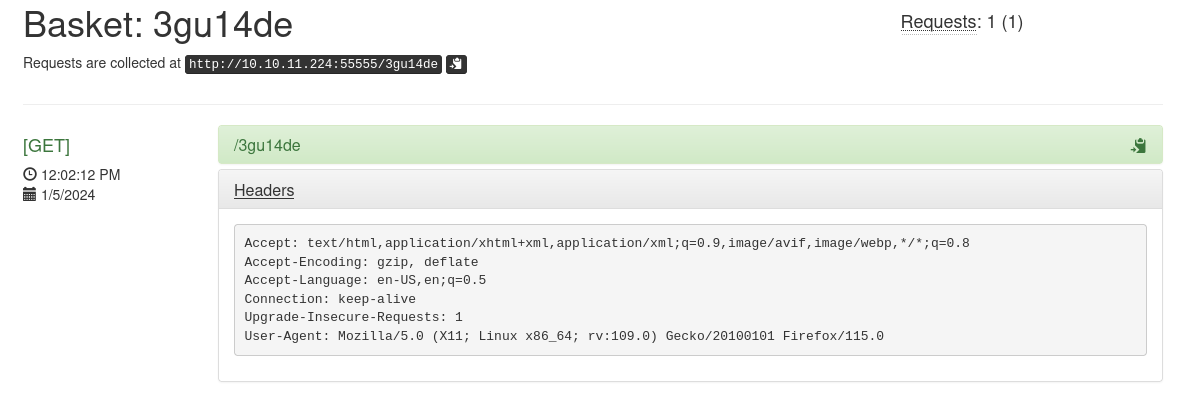 Basket: 3gu14de
Requests: 1 (1)
Requests are collected at http://10.10.11.224:55555/3gu14de
[GET]
12:02:12 PM
1/5/2024
/3gu14de
Headers
Accept: text/html,application/xhtml+xml,application/xml;q=0.9,image/avif,image/webp,*/*;q=0.8
Accept-Encoding: gzip, deflate
Accept-Language: en-US,en;q=0.5
Connection: keep-alive
Upgrade-Insecure-Requests: 1
User-Agent: Mozilla/5.0 (X11; Linux x86_64; rv:109.0) Gecko/20100101 Firefox/115.0